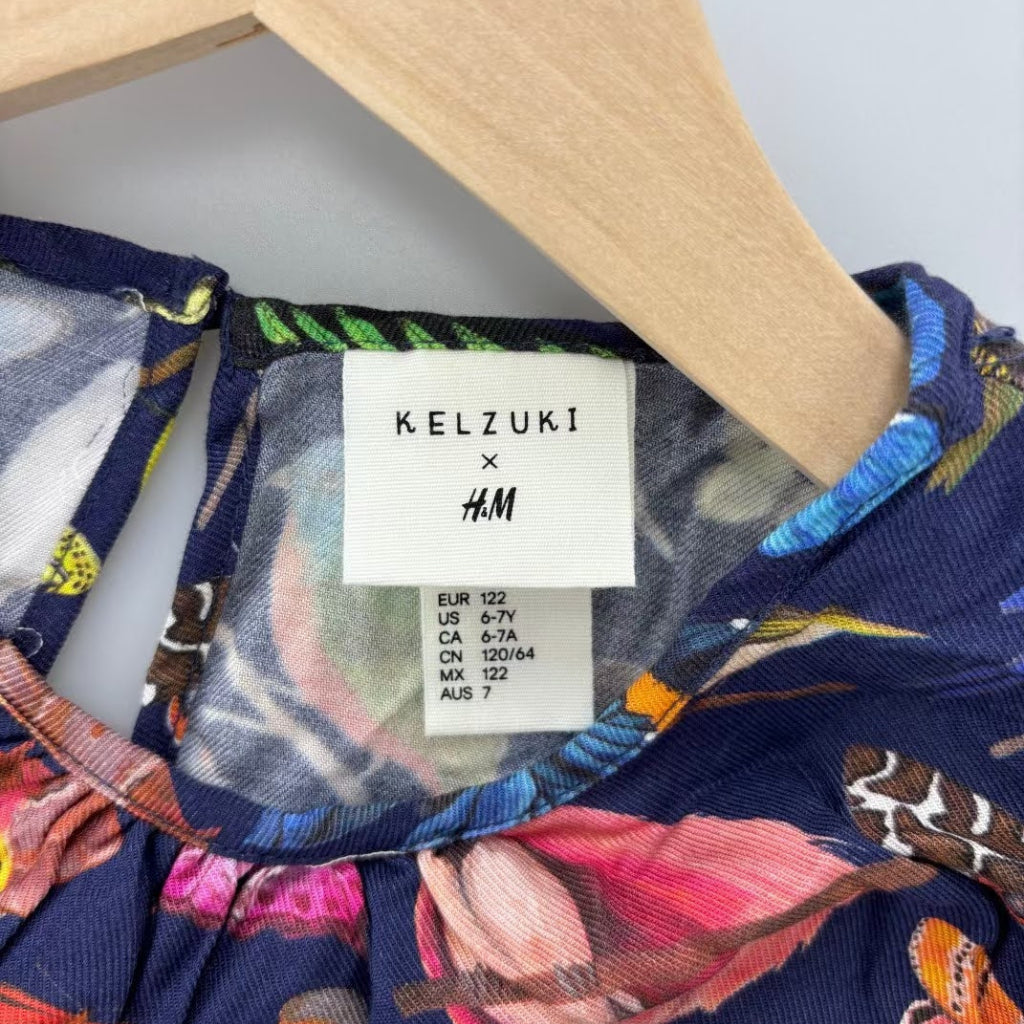 KELZUKI
×
H&M
EUR 122
US 6-7Y
CA 6-7A
CN 120/64
MX 122
AUS 7